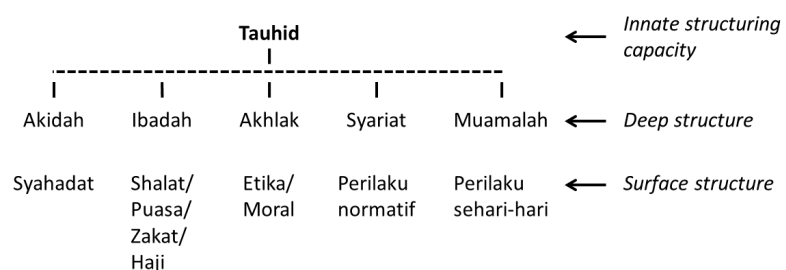 Tauhid
Innate structuring
capacity
Akidah
Ibadah
Akhlak
Syariat
Muamalah
Deep structure
Syahadat
Shalat/
Puasa/
Zakat/
Haji
Etika/
Moral
Perilaku
normatif
Perilaku
sehari-hari
Surface structure